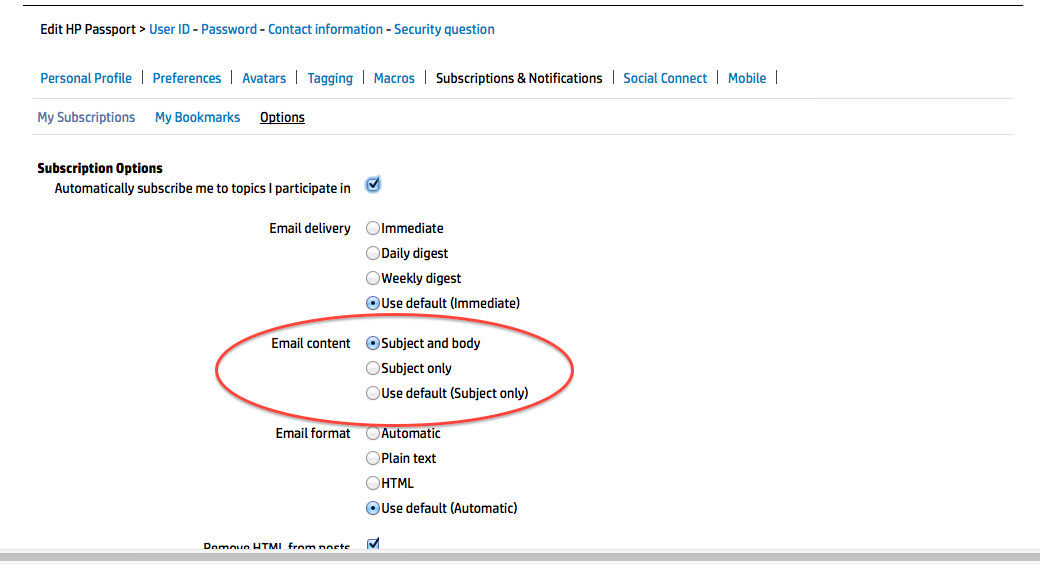 Edit HP Passport > User ID - Password - Contact information - Security question
Personal Profile | Preferences | Avatars | Tagging | Macros | Subscriptions & Notifications | Social Connect | Mobile |
My Subscriptions My Bookmarks Options
Subscription Options
Automatically subscribe me to topics I participate in
Email delivery Immediate
Daily digest
Weekly digest
Use default (Immediate)
Email content Subject and body
Subject only
Use default (Subject only)
Email format Automatic
Plain text
HTML
Use default (Automatic)
Remove HTML from posts